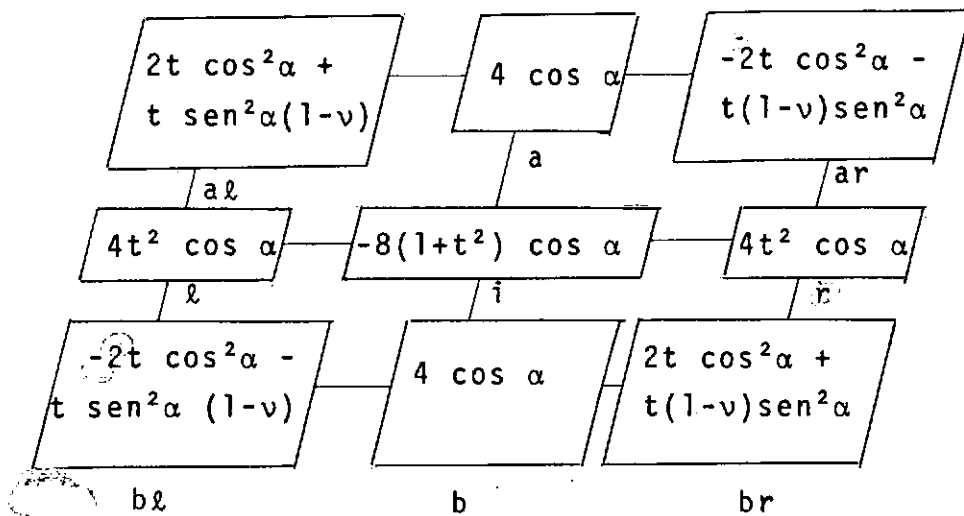 2t cos²α +
t sen²α(1-ν)
4 cos α
-2t cos²α -
t(1-ν)sen²α
aℓ
a
ar
4t² cos α
-8(1+t²) cos α
4t² cos α
ℓ
i
r
-2t cos²α -
t sen²α (1-ν)
4 cos α
2t cos²α +
t(1-ν)sen²α
bℓ
b
br